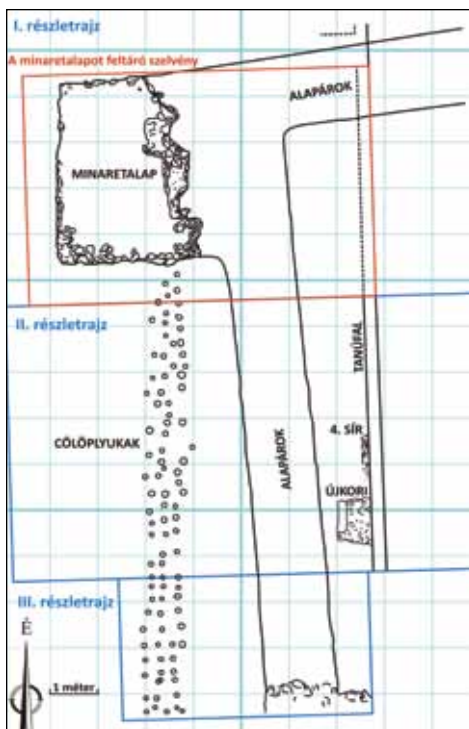 I. részletrajz
A minaretalapot feltáró szelvény
ALAPÁROK
MINARETALAP
II. részletrajz
TANÚFAL
CÖLÖPLYUKAK
4. SÍR
ALAPÁROK
ÚJKORI
III. részletrajz
É
1 méter